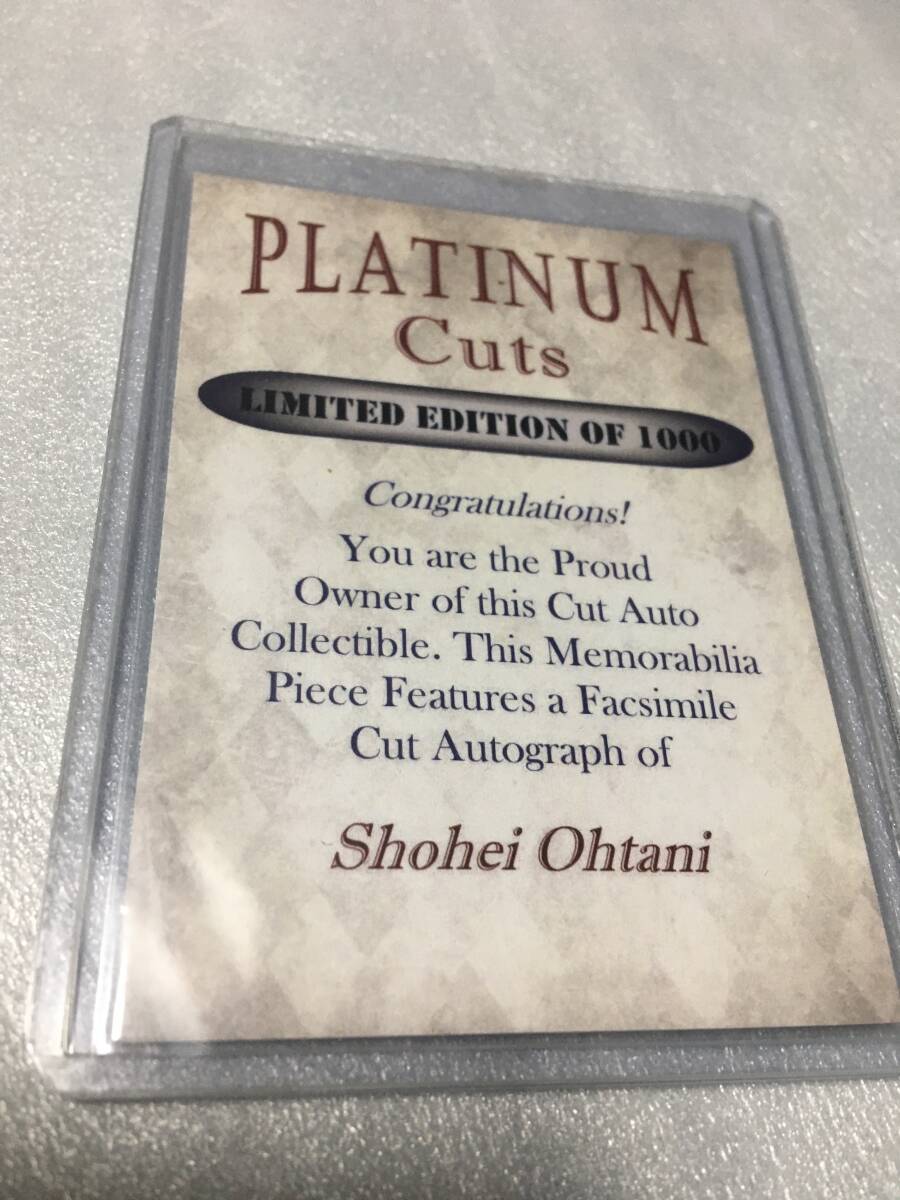 PLATINUM
Cuts
LIMITED EDITION OF 1000
Congratulations!
You are the Proud
Owner of this Cut Auto
Collectible. This Memorabilia
Piece Features a Facsimile
Cut Autograph of
Shohei Ohtani